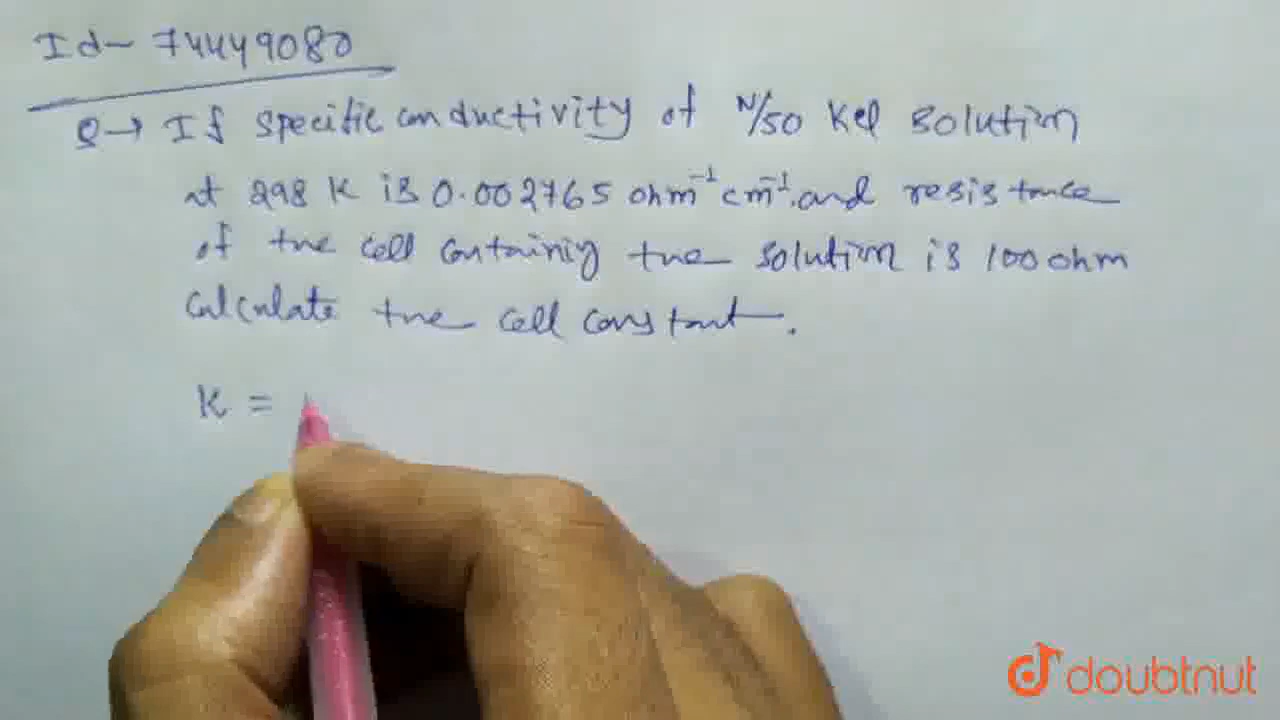 Id- 74449080
Q→ If specific conductivity of N/50 Kcl solution
at 298 K is 0.002765 ohm⁻¹ cm⁻¹. and resistance
of the cell containing the solution is 100 ohm
calculate the cell constant.
K =
doubtnut